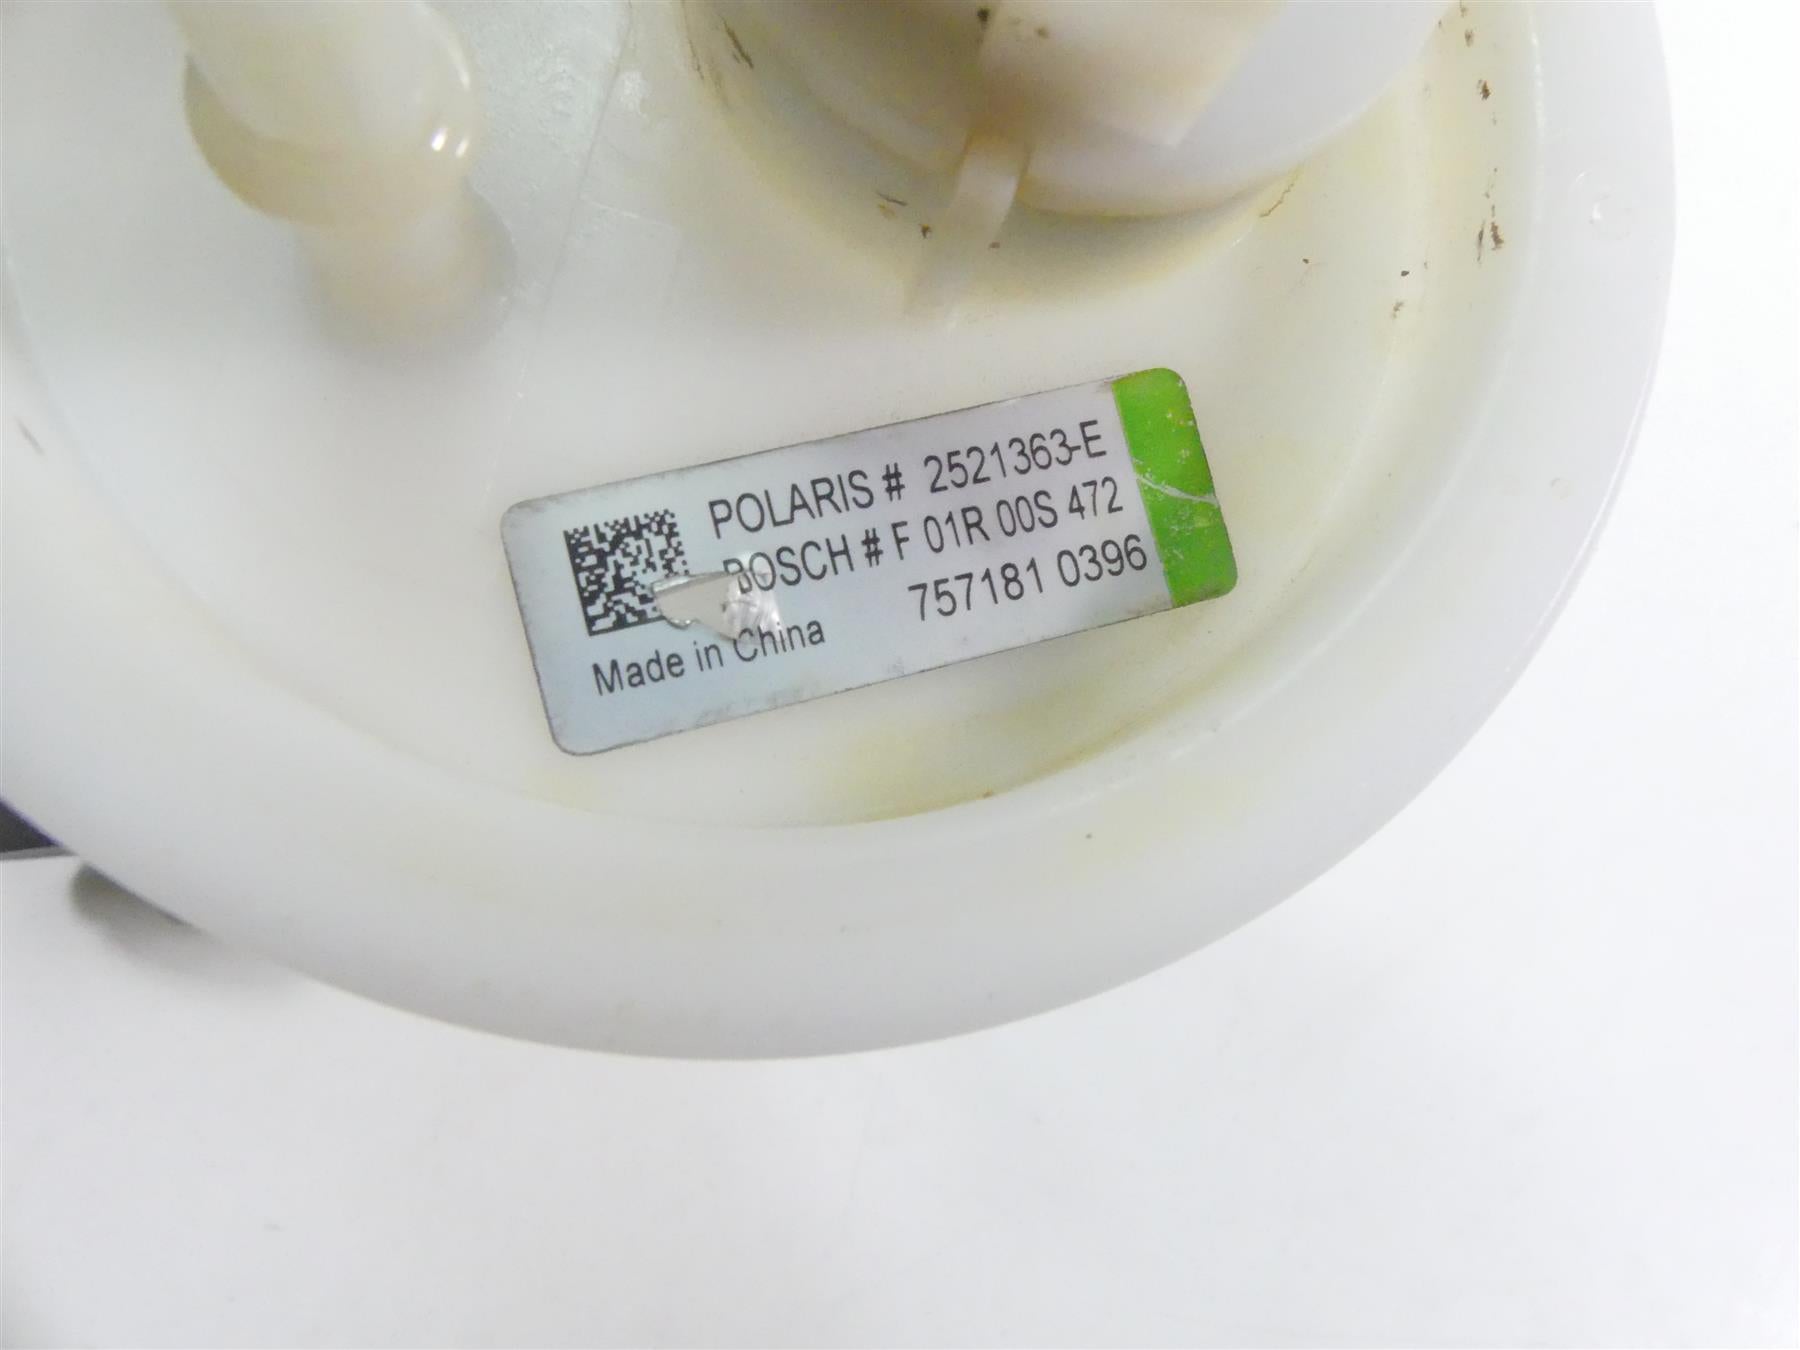 POLARIS # 2521363-E
BOSCH # F 01R 00S 472
757181 0396
Made in China